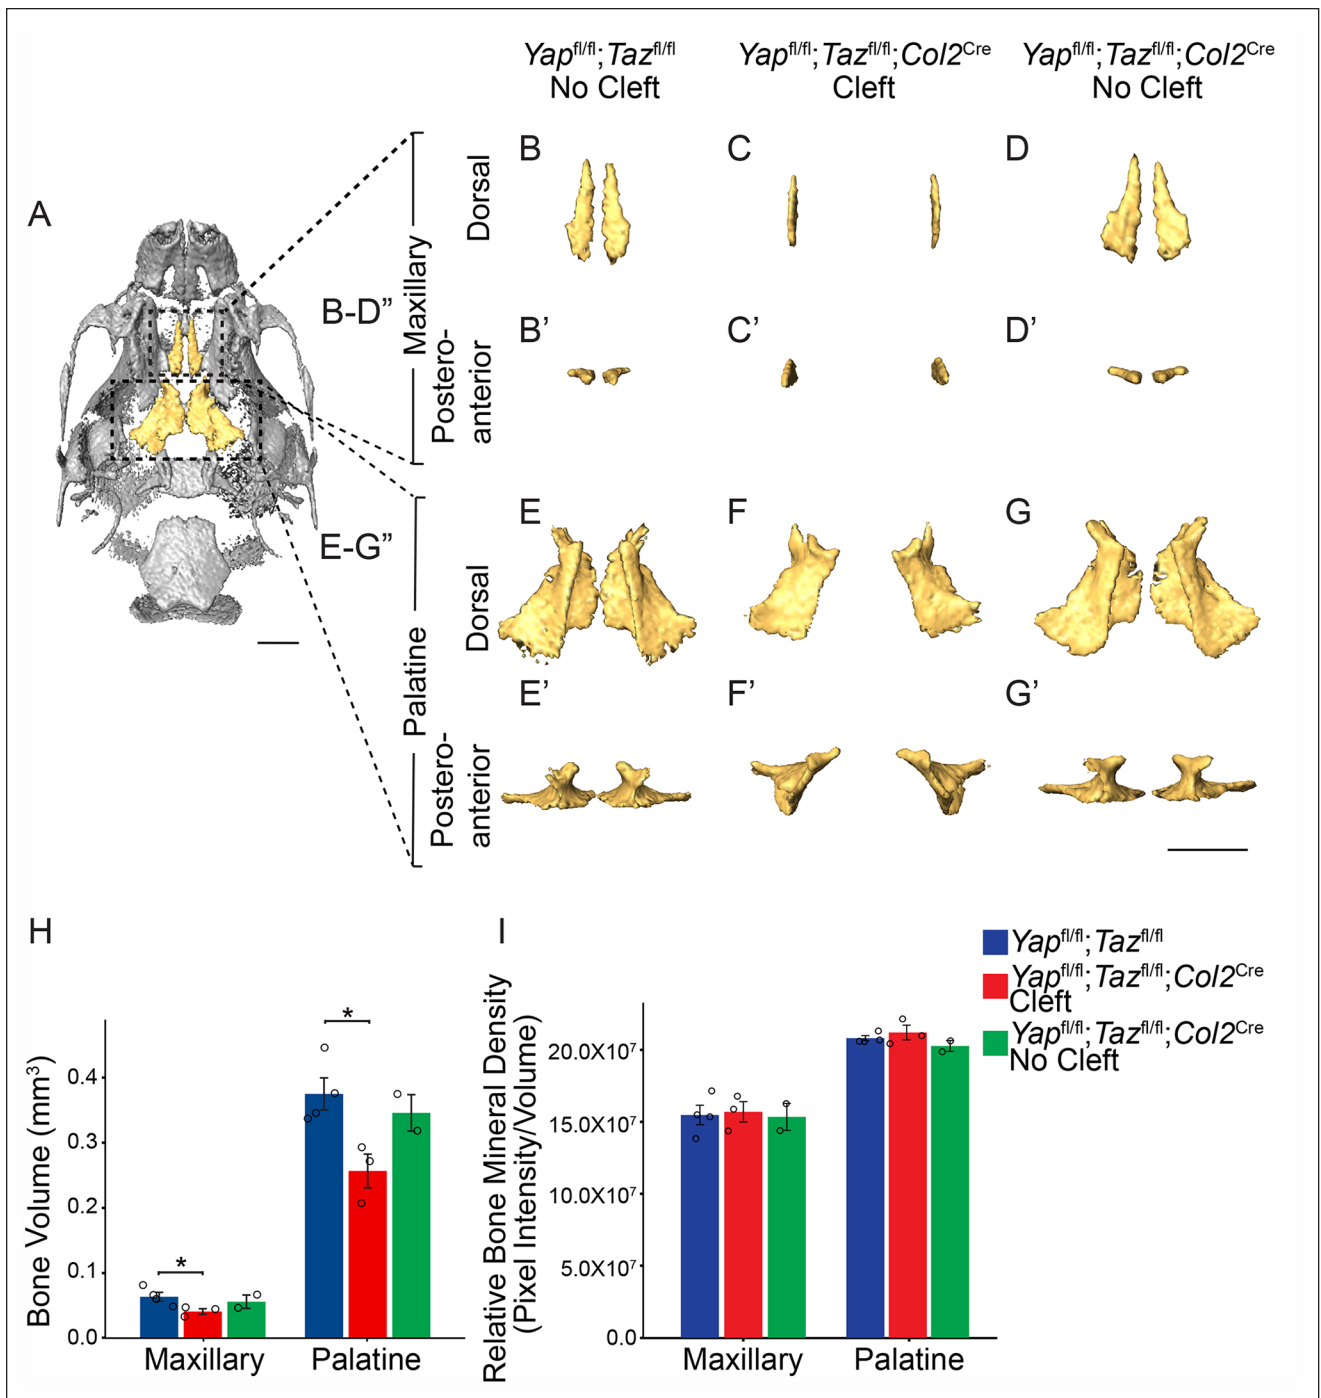 Yapfl/fl;Tazfl/fl
No Cleft
Yapfl/fl;Tazfl/fl;Col2Cre
Cleft
Yapfl/fl;Tazfl/fl;Col2Cre
No Cleft
A
B-D”
E-G”
Maxillary
Dorsal
Postero-
anterior
Palatine
Dorsal
Postero-
anterior
B
C
D
B’
C’
D’
E
F
G
E’
F’
G’
H
Bone Volume (mm3)
0.4
0.3
0.2
0.1
0.0
*
*
Maxillary
Palatine
I
Relative Bone Mineral Density
(Pixel Intensity/Volume)
20.0X10⁷
15.0X10⁷
10.0X10⁷
5.0X10⁷
0.0
Maxillary
Palatine
Yapfl/fl;Tazfl/fl
Yapfl/fl;Tazfl/fl;Col2Cre
Cleft
Yapfl/fl;Tazfl/fl;Col2Cre
No Cleft